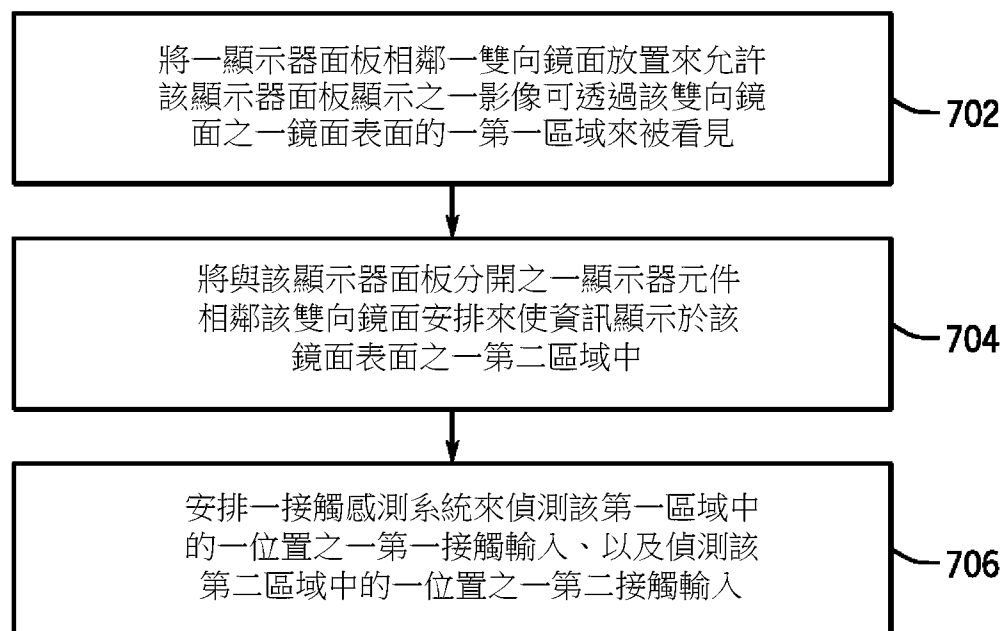 將一顯示器面板相鄰一雙向鏡面放置來允許
該顯示器面板顯示之一影像可透過該雙向鏡
面之一鏡面表面的一第一區域來被看見
702
將與該顯示器面板分開之一顯示器元件
相鄰該雙向鏡面安排來使資訊顯示於該
鏡面表面之一第二區域中
704
安排一接觸感測系統來偵測該第一區域中
的一位置之一第一接觸輸入、以及偵測該
第二區域中的一位置之一第二接觸輸入
706